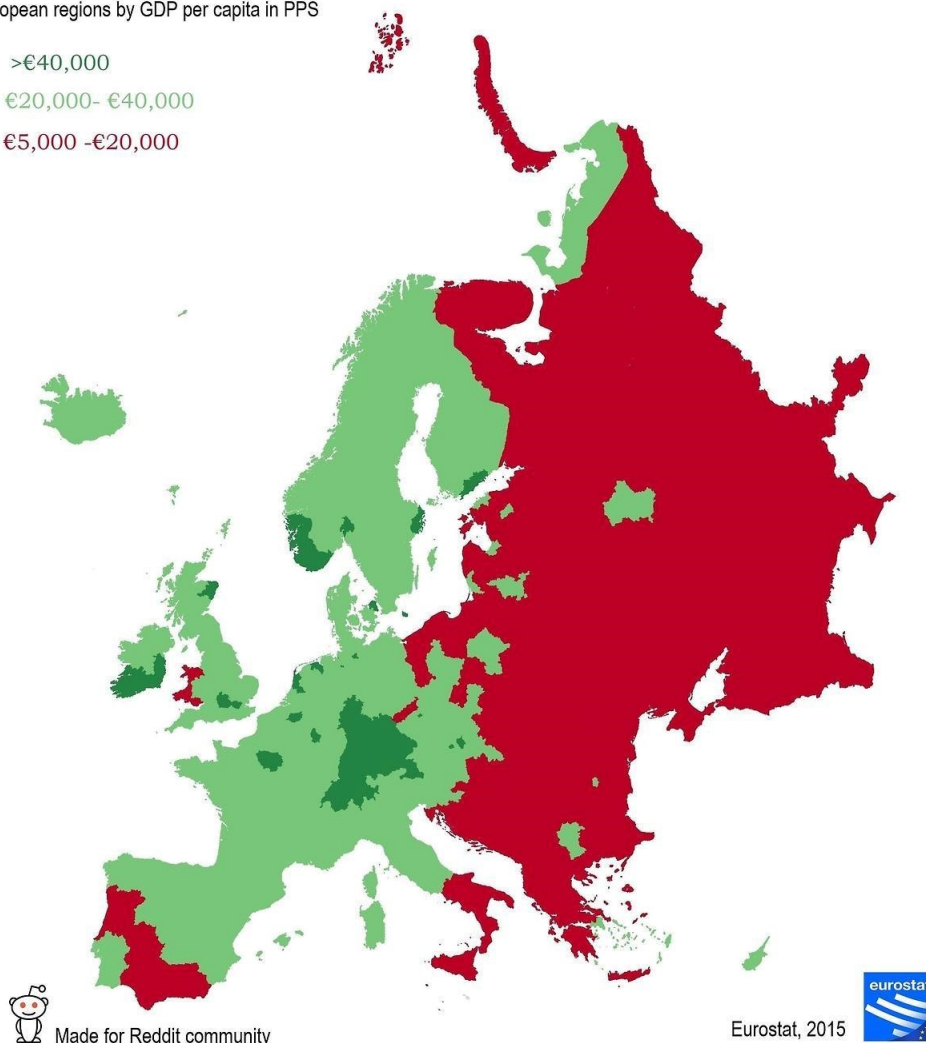 opean regions by GDP per capita in PPS
>€40,000
€20,000- €40,000
€5,000 -€20,000
eurostat
Made for Reddit community
Eurostat, 2015